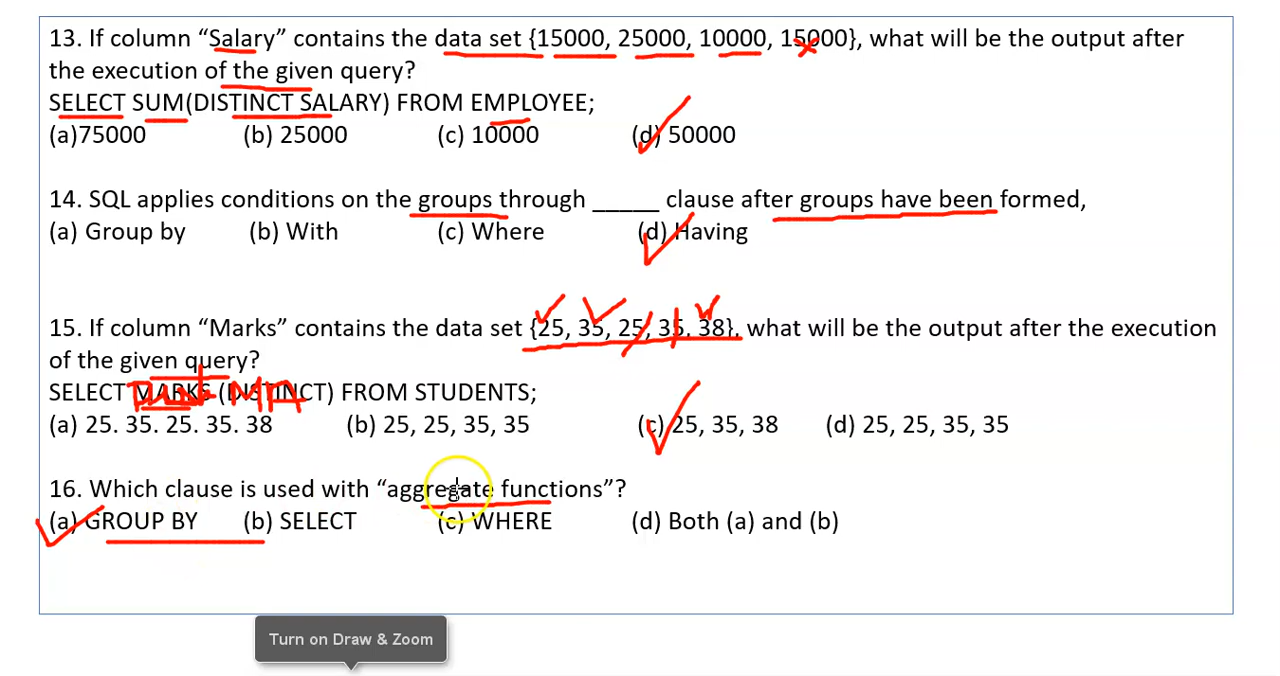 13. If column “Salary” contains the data set {15000, 25000, 10000, 15000}, what will be the output after
the execution of the given query?
SELECT SUM(DISTINCT SALARY) FROM EMPLOYEE;
(a)75000 (b) 25000 (c) 10000 (d) 50000
14. SQL applies conditions on the groups through _____ clause after groups have been formed,
(a) Group by (b) With (c) Where (d) Having
15. If column “Marks” contains the data set {25, 35, 25, 35, 38}, what will be the output after the execution
of the given query?
SELECT MARKS (DISTINCT) FROM STUDENTS;
(a) 25. 35. 25. 35. 38 (b) 25, 25, 35, 35 (c) 25, 35, 38 (d) 25, 25, 35, 35
16. Which clause is used with “aggregate functions”?
(a) GROUP BY (b) SELECT (c) WHERE (d) Both (a) and (b)
Turn on Draw & Zoom